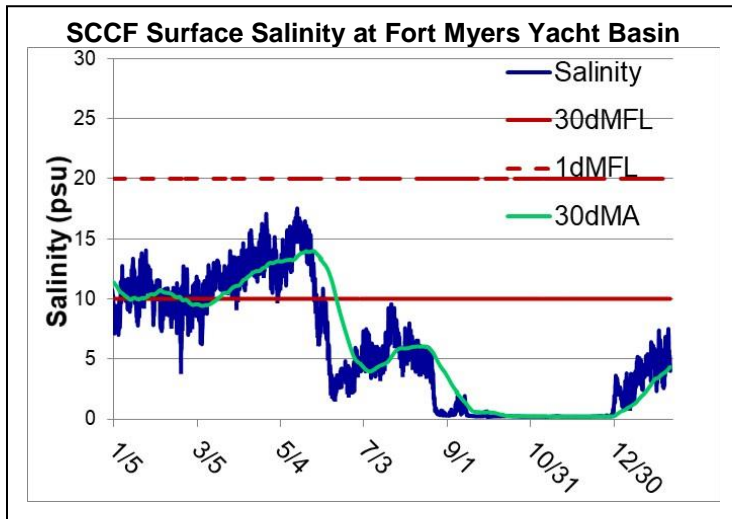 SCCF Surface Salinity at Fort Myers Yacht Basin
30
25
20
15
10
5
0
Salinity (psu)
Salinity
30dMFL
1dMFL
30dMA
1/5
3/5
5/4
7/3
9/1
10/31
12/30